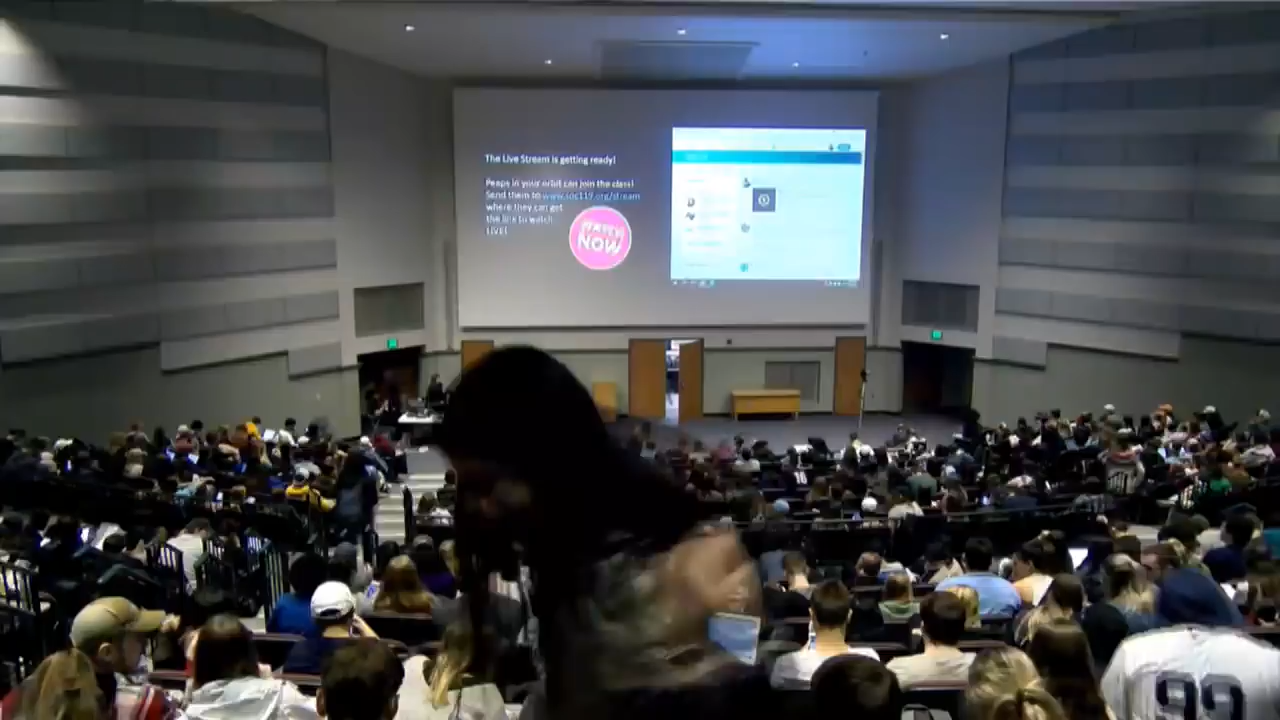 The Live Stream is getting ready!
Peeps in your orbit can join the class!
Send them to www.soc119.org/stream
where they can get
the link to watch
LIVE!
WATCH
NOW
99